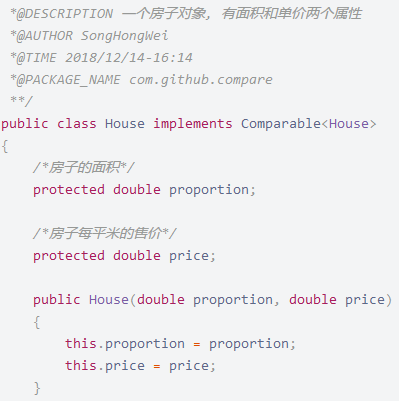 *@DESCRIPTION 一个房子对象, 有面积和单价两个属性
*@AUTHOR SongHongWei
*@TIME 2018/12/14-16:14
*@PACKAGE_NAME com.github.compare
**/
public class House implements Comparable<House>
{
/*房子的面积*/
protected double proportion;
/*房子每平米的售价*/
protected double price;
public House(double proportion, double price)
{
this.proportion = proportion;
this.price = price;
}